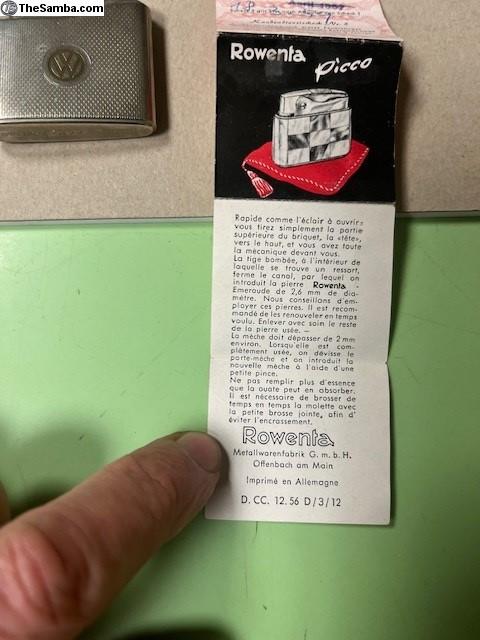 TheSamba.com
VW
Rowenta Picco
Rapide comme l'éclair à ouvrir:
vous tirez simplement la partie
supérieure du briquet, la «tête»,
vers le haut, et vous avez toute
la mécanique devant vous.
La tige bombée, à l'intérieur de
laquelle se trouve un ressort,
ferme le canal, par lequel on
introduit la pierre Rowenta -
Emeroude de 2,6 mm de dia-
mètre. Nous conseillons d'em-
ployer ces pierres. Il est recom-
mandé de les renouveler en temps
voulu. Enlever avec soin le reste
de la pierre usée. —
La mèche doit dépasser de 2 mm
environ. Lorsqu'elle est com-
plètement usée, on dévisse le
porte-mèche et on introduit la
nouvelle mèche à l'aide d'une
petite pince.
Ne pas remplir plus d'essence
que la ouate peut en absorber.
Il est nécessaire de brosser de
temps en temps la molette avec
la petite brosse jointe, afin d'
éviter l'encrassement.
Rowenta
Metallwarenfabrik G. m. b. H.
Offenbach am Main
Imprimé en Allemagne
D. CC. 12. 56 D/3/12